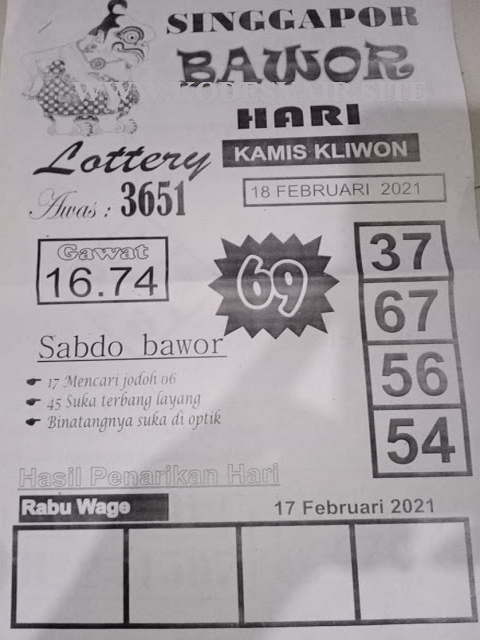 SINGGAPOR
BAWOR
HARI
Lottery
KAMIS KLIWON
Awas : 3651
18 FEBRUARI 2021
Gawat
16.74
69
37
67
56
54
Sabdo bawor
17 Mencari jodoh 06
45 Suka terbang layang
Binatangnya suka di optik
Hasil Penarikan Hari
Rabu Wage
17 Februari 2021